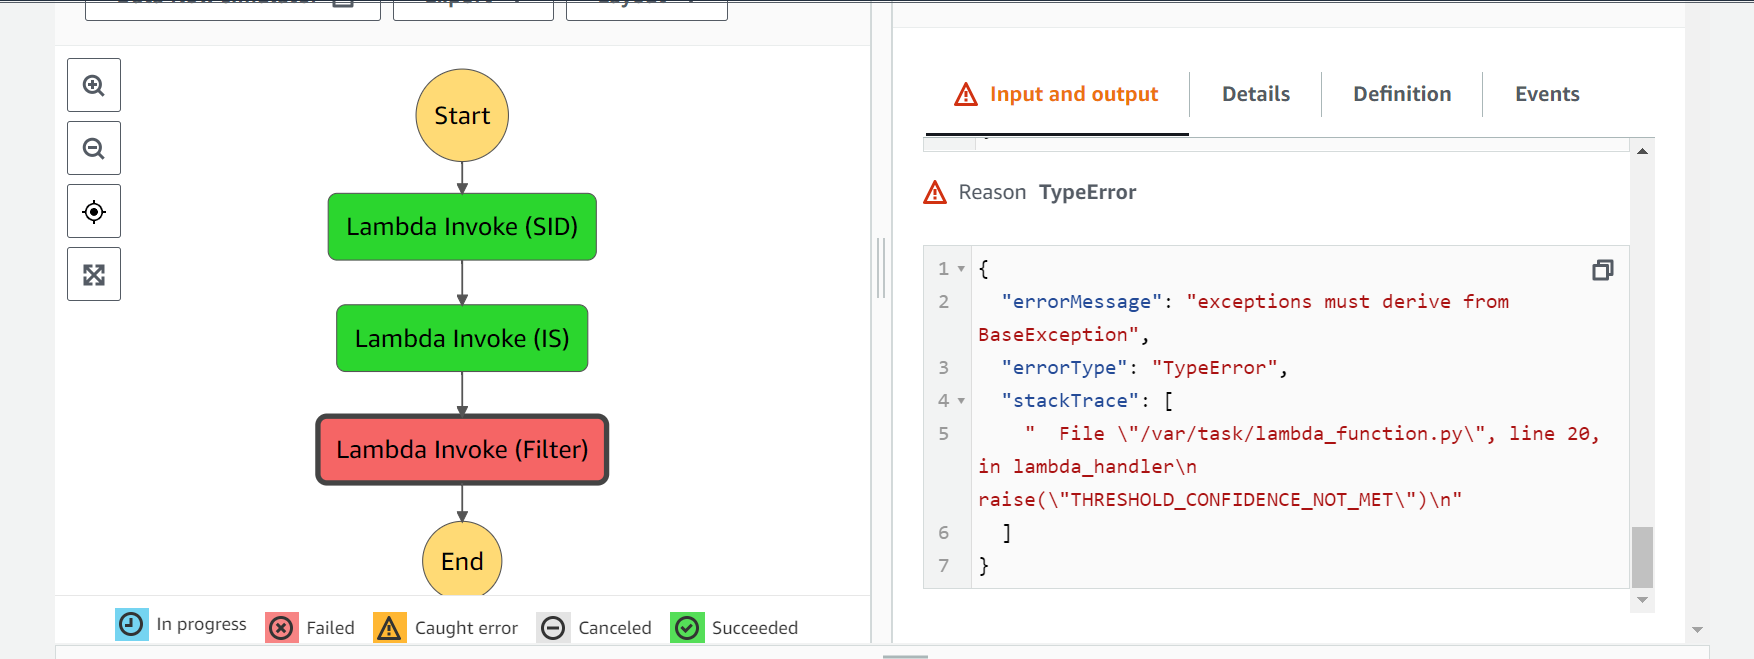 Start
Lambda Invoke (SID)
Lambda Invoke (IS)
Lambda Invoke (Filter)
End
In progress
Failed
Caught error
Canceled
Succeeded
Input and output
Details
Definition
Events
Reason TypeError
1 {
2 "errorMessage": "exceptions must derive from
BaseException",
3 "errorType": "TypeError",
4 "stackTrace": [
5 "  File \"/var/task/lambda_function.py\", line 20,
in lambda_handler\n
raise(\"THRESHOLD_CONFIDENCE_NOT_MET\")\n"
6 ]
7 }